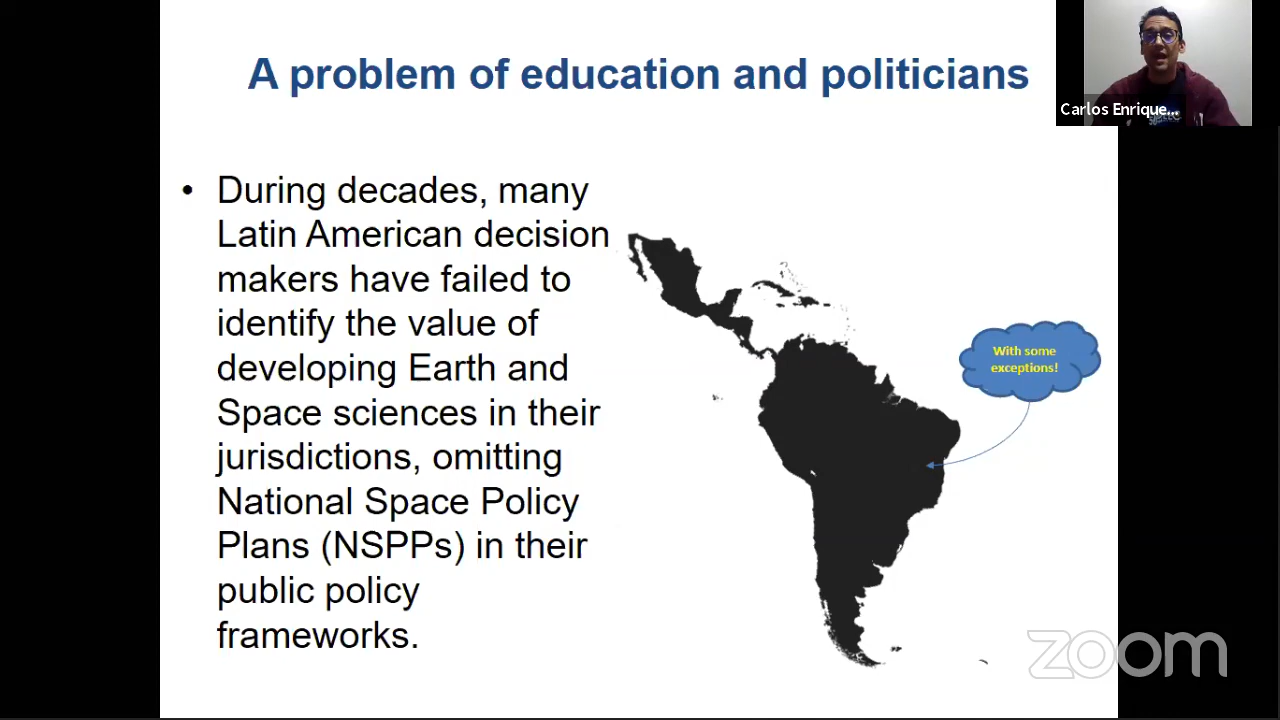 A problem of education and politicians
Carlos Enrique...
• During decades, many
Latin American decision
makers have failed to
identify the value of
developing Earth and
Space sciences in their
jurisdictions, omitting
National Space Policy
Plans (NSPPs) in their
public policy
frameworks.
With some
exceptions!
zoom